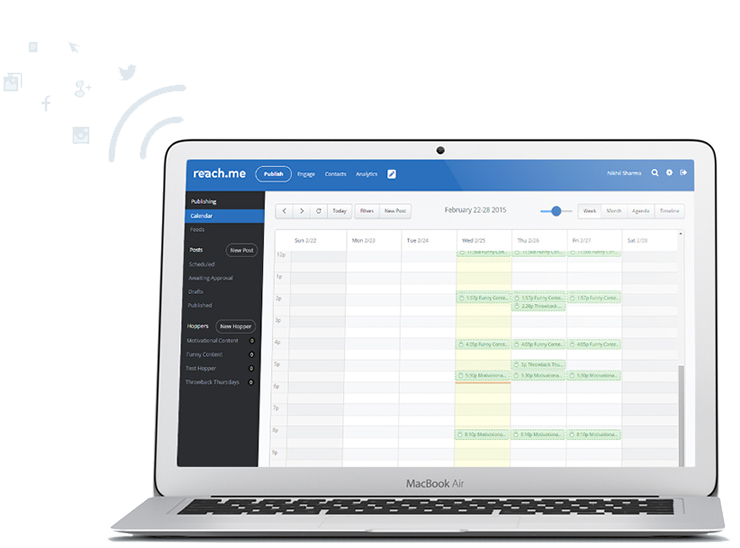 reach.me Publish Engage Contacts Analytics Nikhil Sharma
Publishing
Calendar
Feeds
Posts New Post
Scheduled
Awaiting Approval
Drafts
Published
Hoppers New Hopper
Motivational Content 0
Funny Content 0
Test Hopper 0
Throwback Thursdays 0
Today Filters New Post February 22-28 2015 Week Month Agenda Timeline
Sun 2/22 Mon 2/23 Tue 2/24 Wed 2/25 Thu 2/26 Fri 2/27 Sat 2/28
12p
1p
2p 1:57p Funny Conte... 1:57p Funny Conte... 1:57p Funny Conte...
2:26p Throwback ...
3p
4p 4:05p Funny Conte... 4:05p Funny Conte... 4:05p Funny Conte...
5p 5p Throwback Thu...
5:30p Motivationa... 5:30p Motivationa... 5:30p Motivationa...
6p
7p
8p 8:10p Motivationa... 8:10p Motivationa... 8:10p Motivationa...
9p
MacBook Air